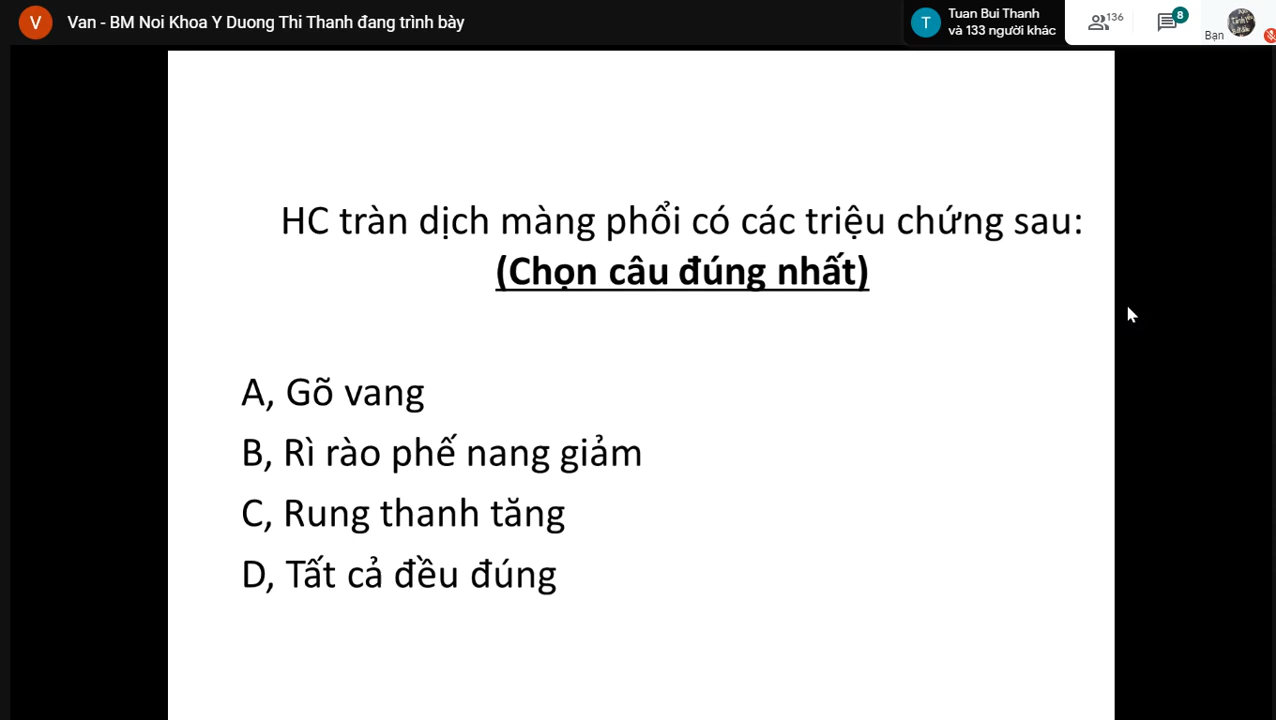 V
Van - BM Noi Khoa Y Duong Thi Thanh đang trình bày
T
Tuan Bui Thanh
và 133 người khác
136
8
Bạn
HC tràn dịch màng phổi có các triệu chứng sau:
(Chọn câu đúng nhất)
A, Gõ vang
B, Rì rào phế nang giảm
C, Rung thanh tăng
D, Tất cả đều đúng